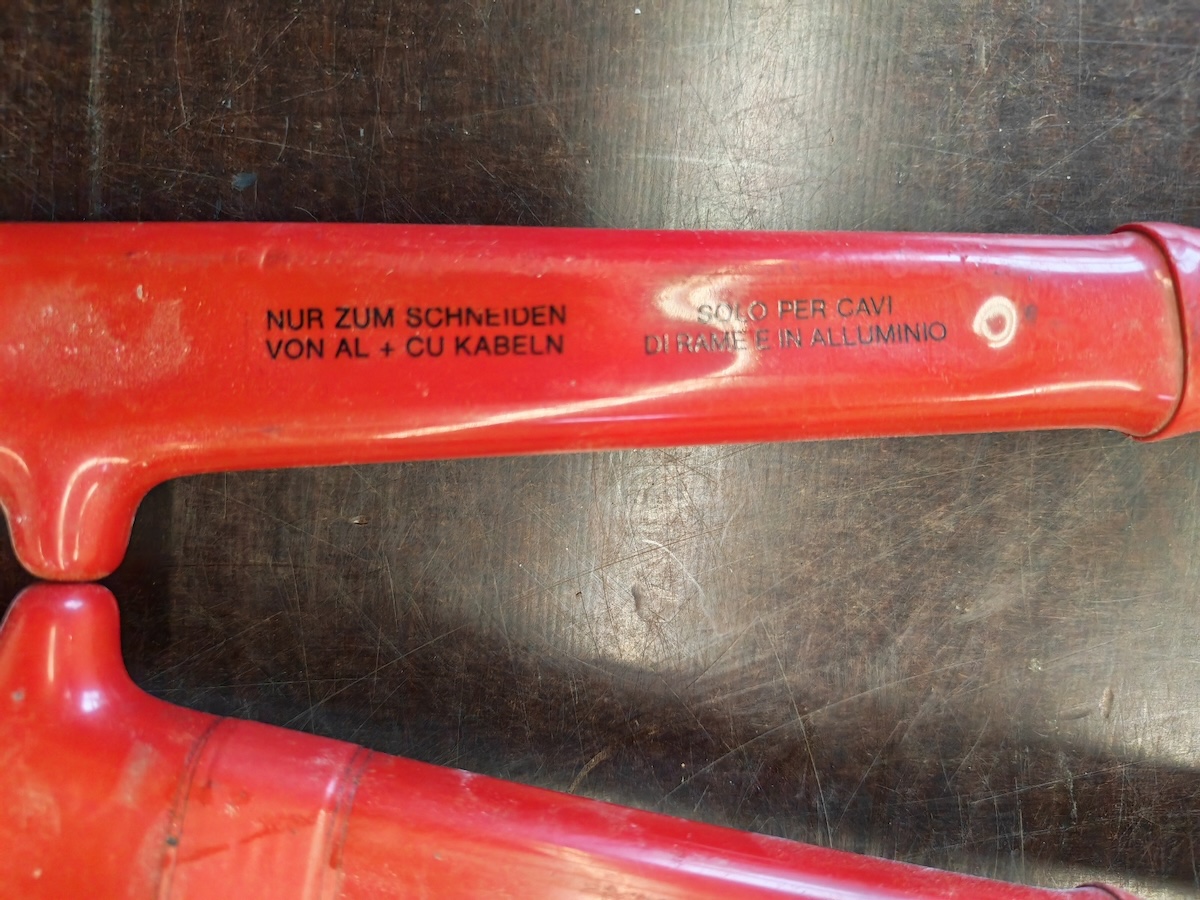 NUR ZUM SCHNEIDEN
VON AL + CU KABELN
SOLO PER CAVI
DI RAME E IN ALLUMINIO